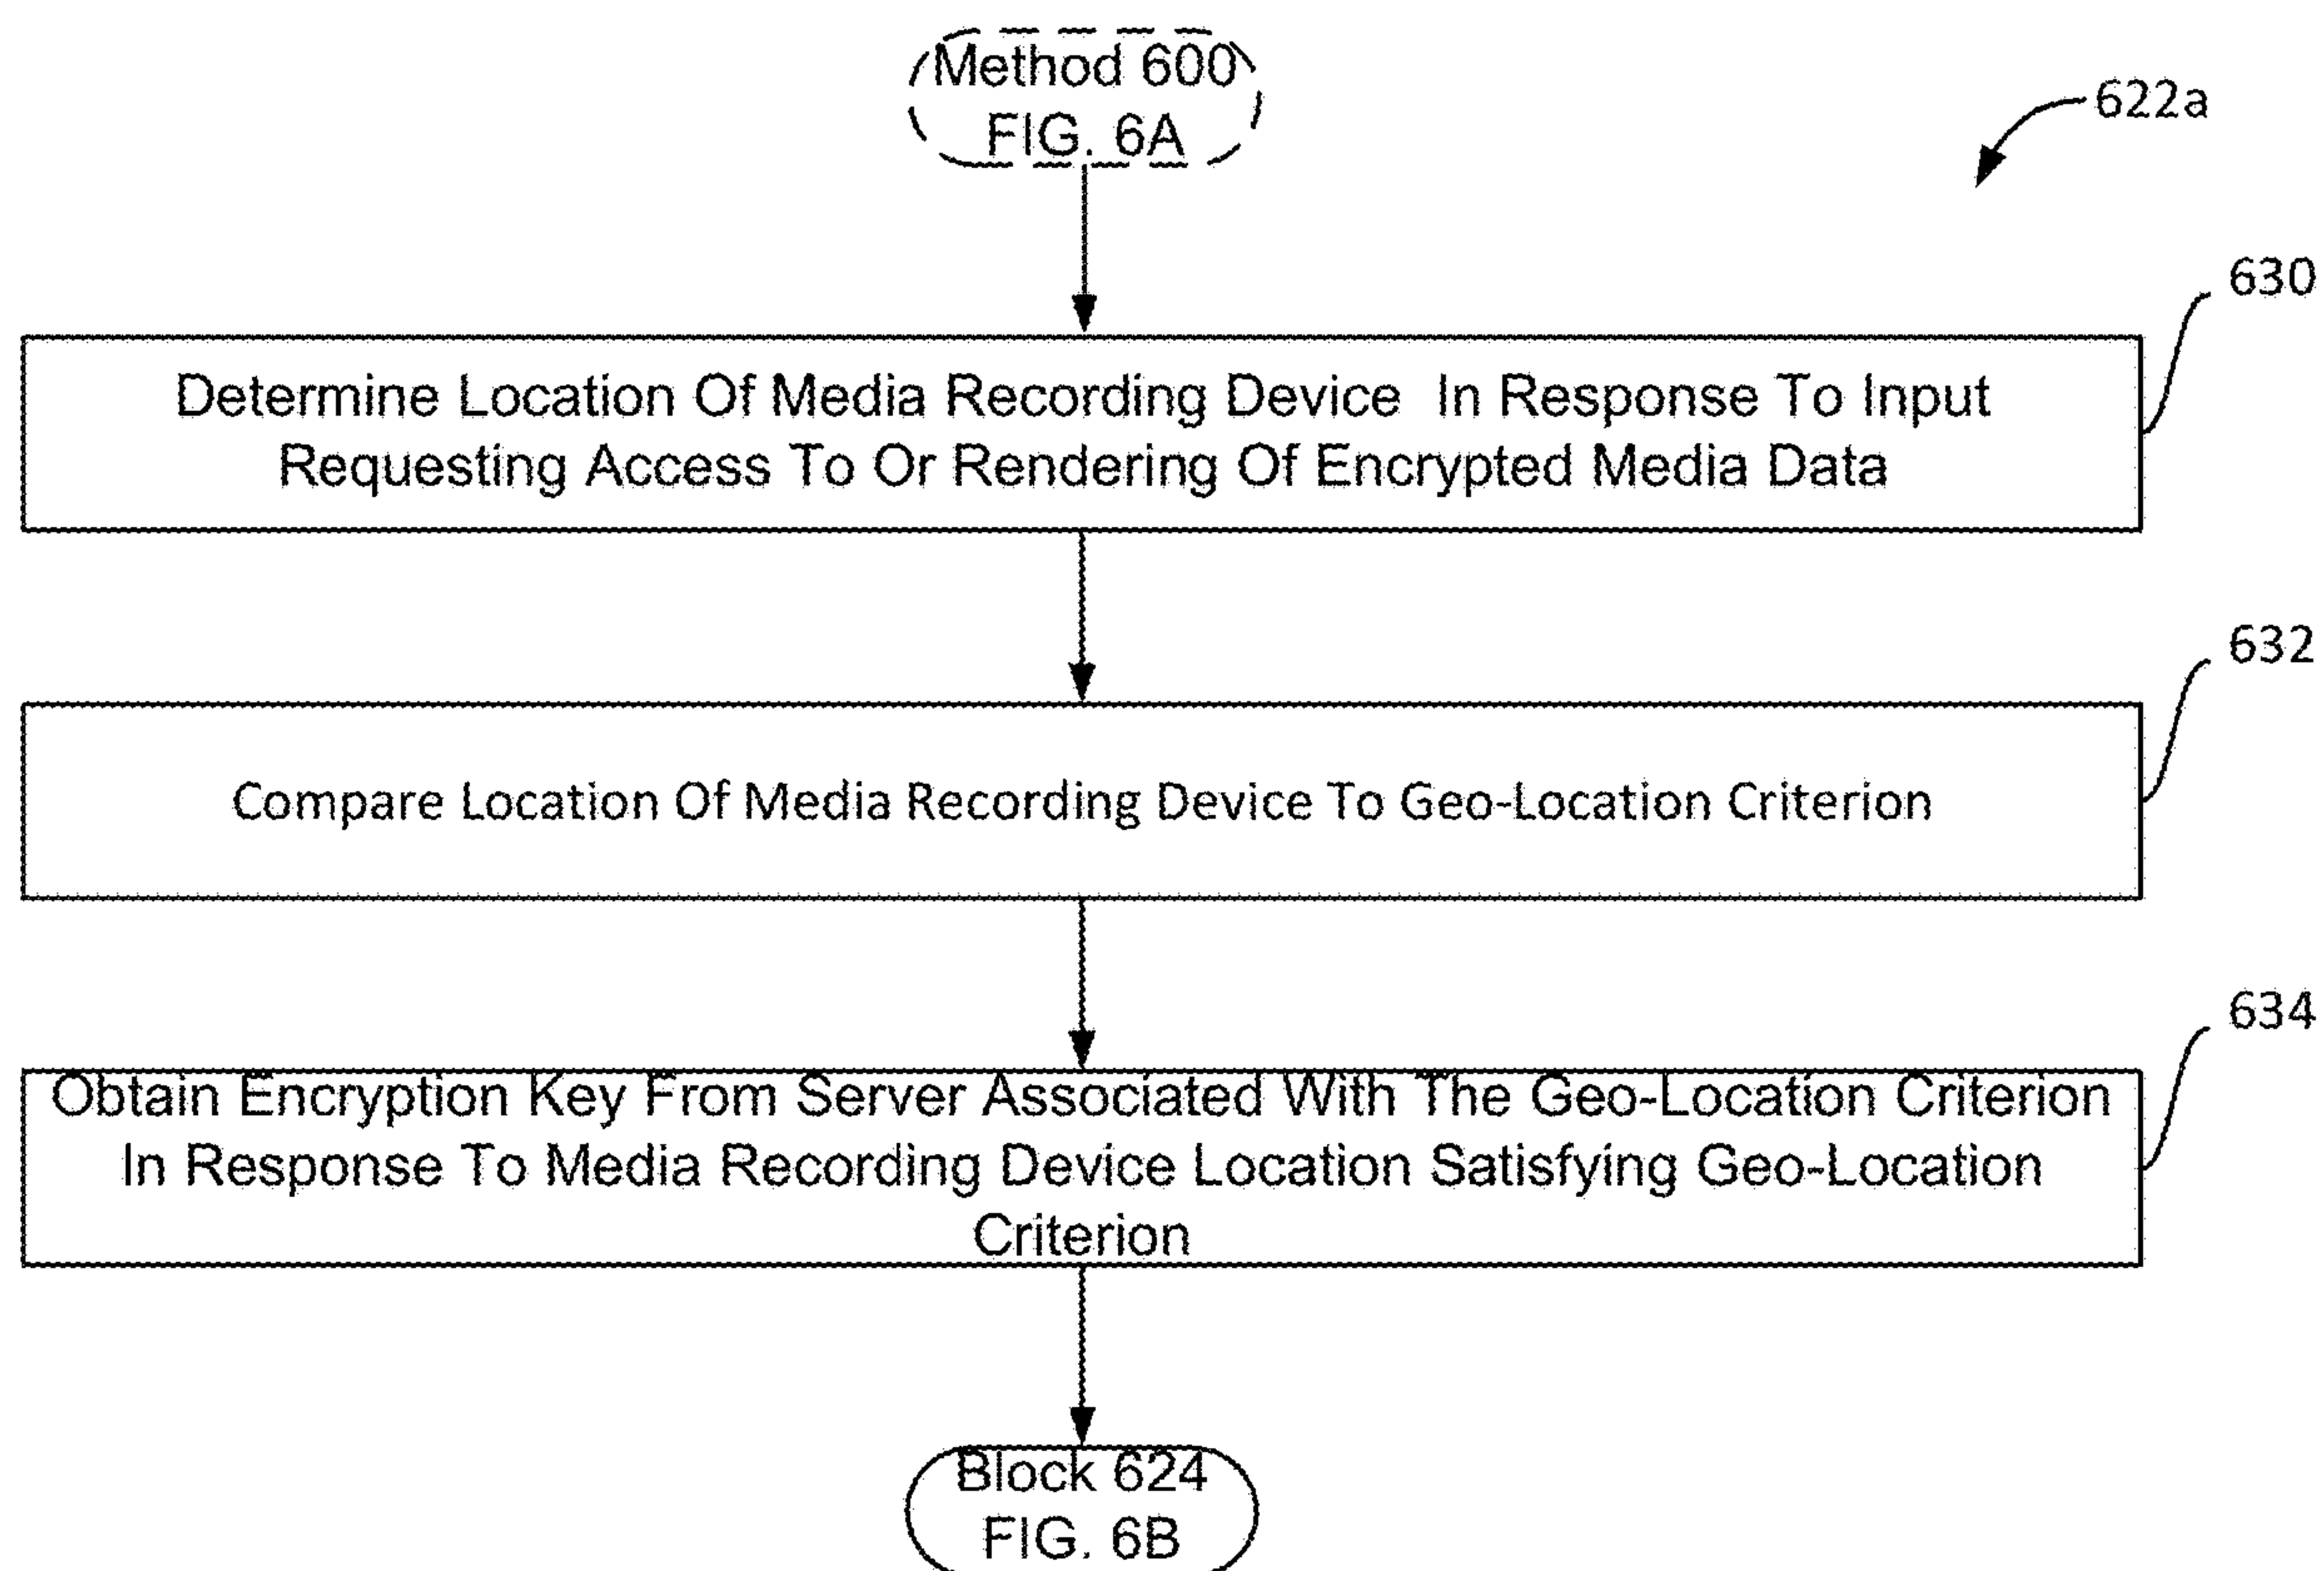 Method 600
FIG. 6A
622a
630
Determine Location Of Media Recording Device In Response To Input
Requesting Access To Or Rendering Of Encrypted Media Data
632
Compare Location Of Media Recording Device To Geo-Location Criterion
634
Obtain Encryption Key From Server Associated With The Geo-Location Criterion
In Response To Media Recording Device Location Satisfying Geo-Location
Criterion
Block 624
FIG. 6B